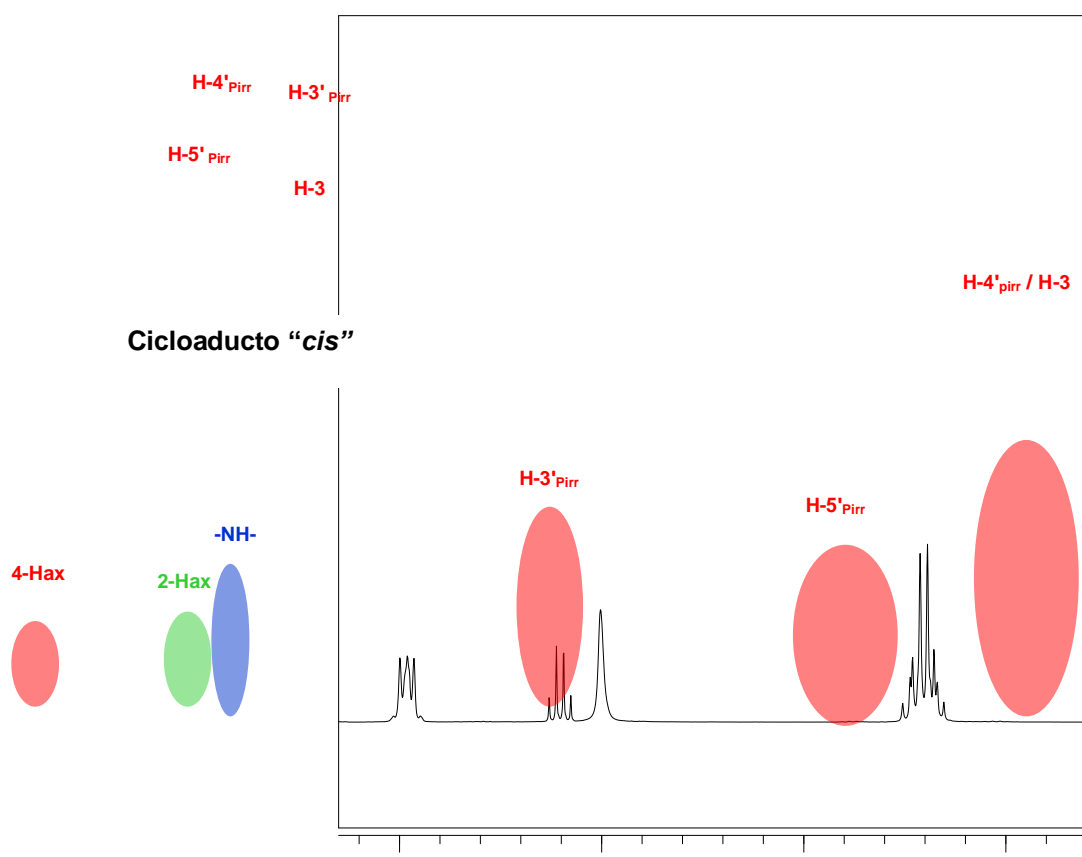 H-4'Pirr
H-3' Pirr
H-5' Pirr
H-3
H-4'pirr / H-3
Cicloaducto “cis”
H-3'Pirr
H-5'Pirr
-NH-
4-Hax
2-Hax